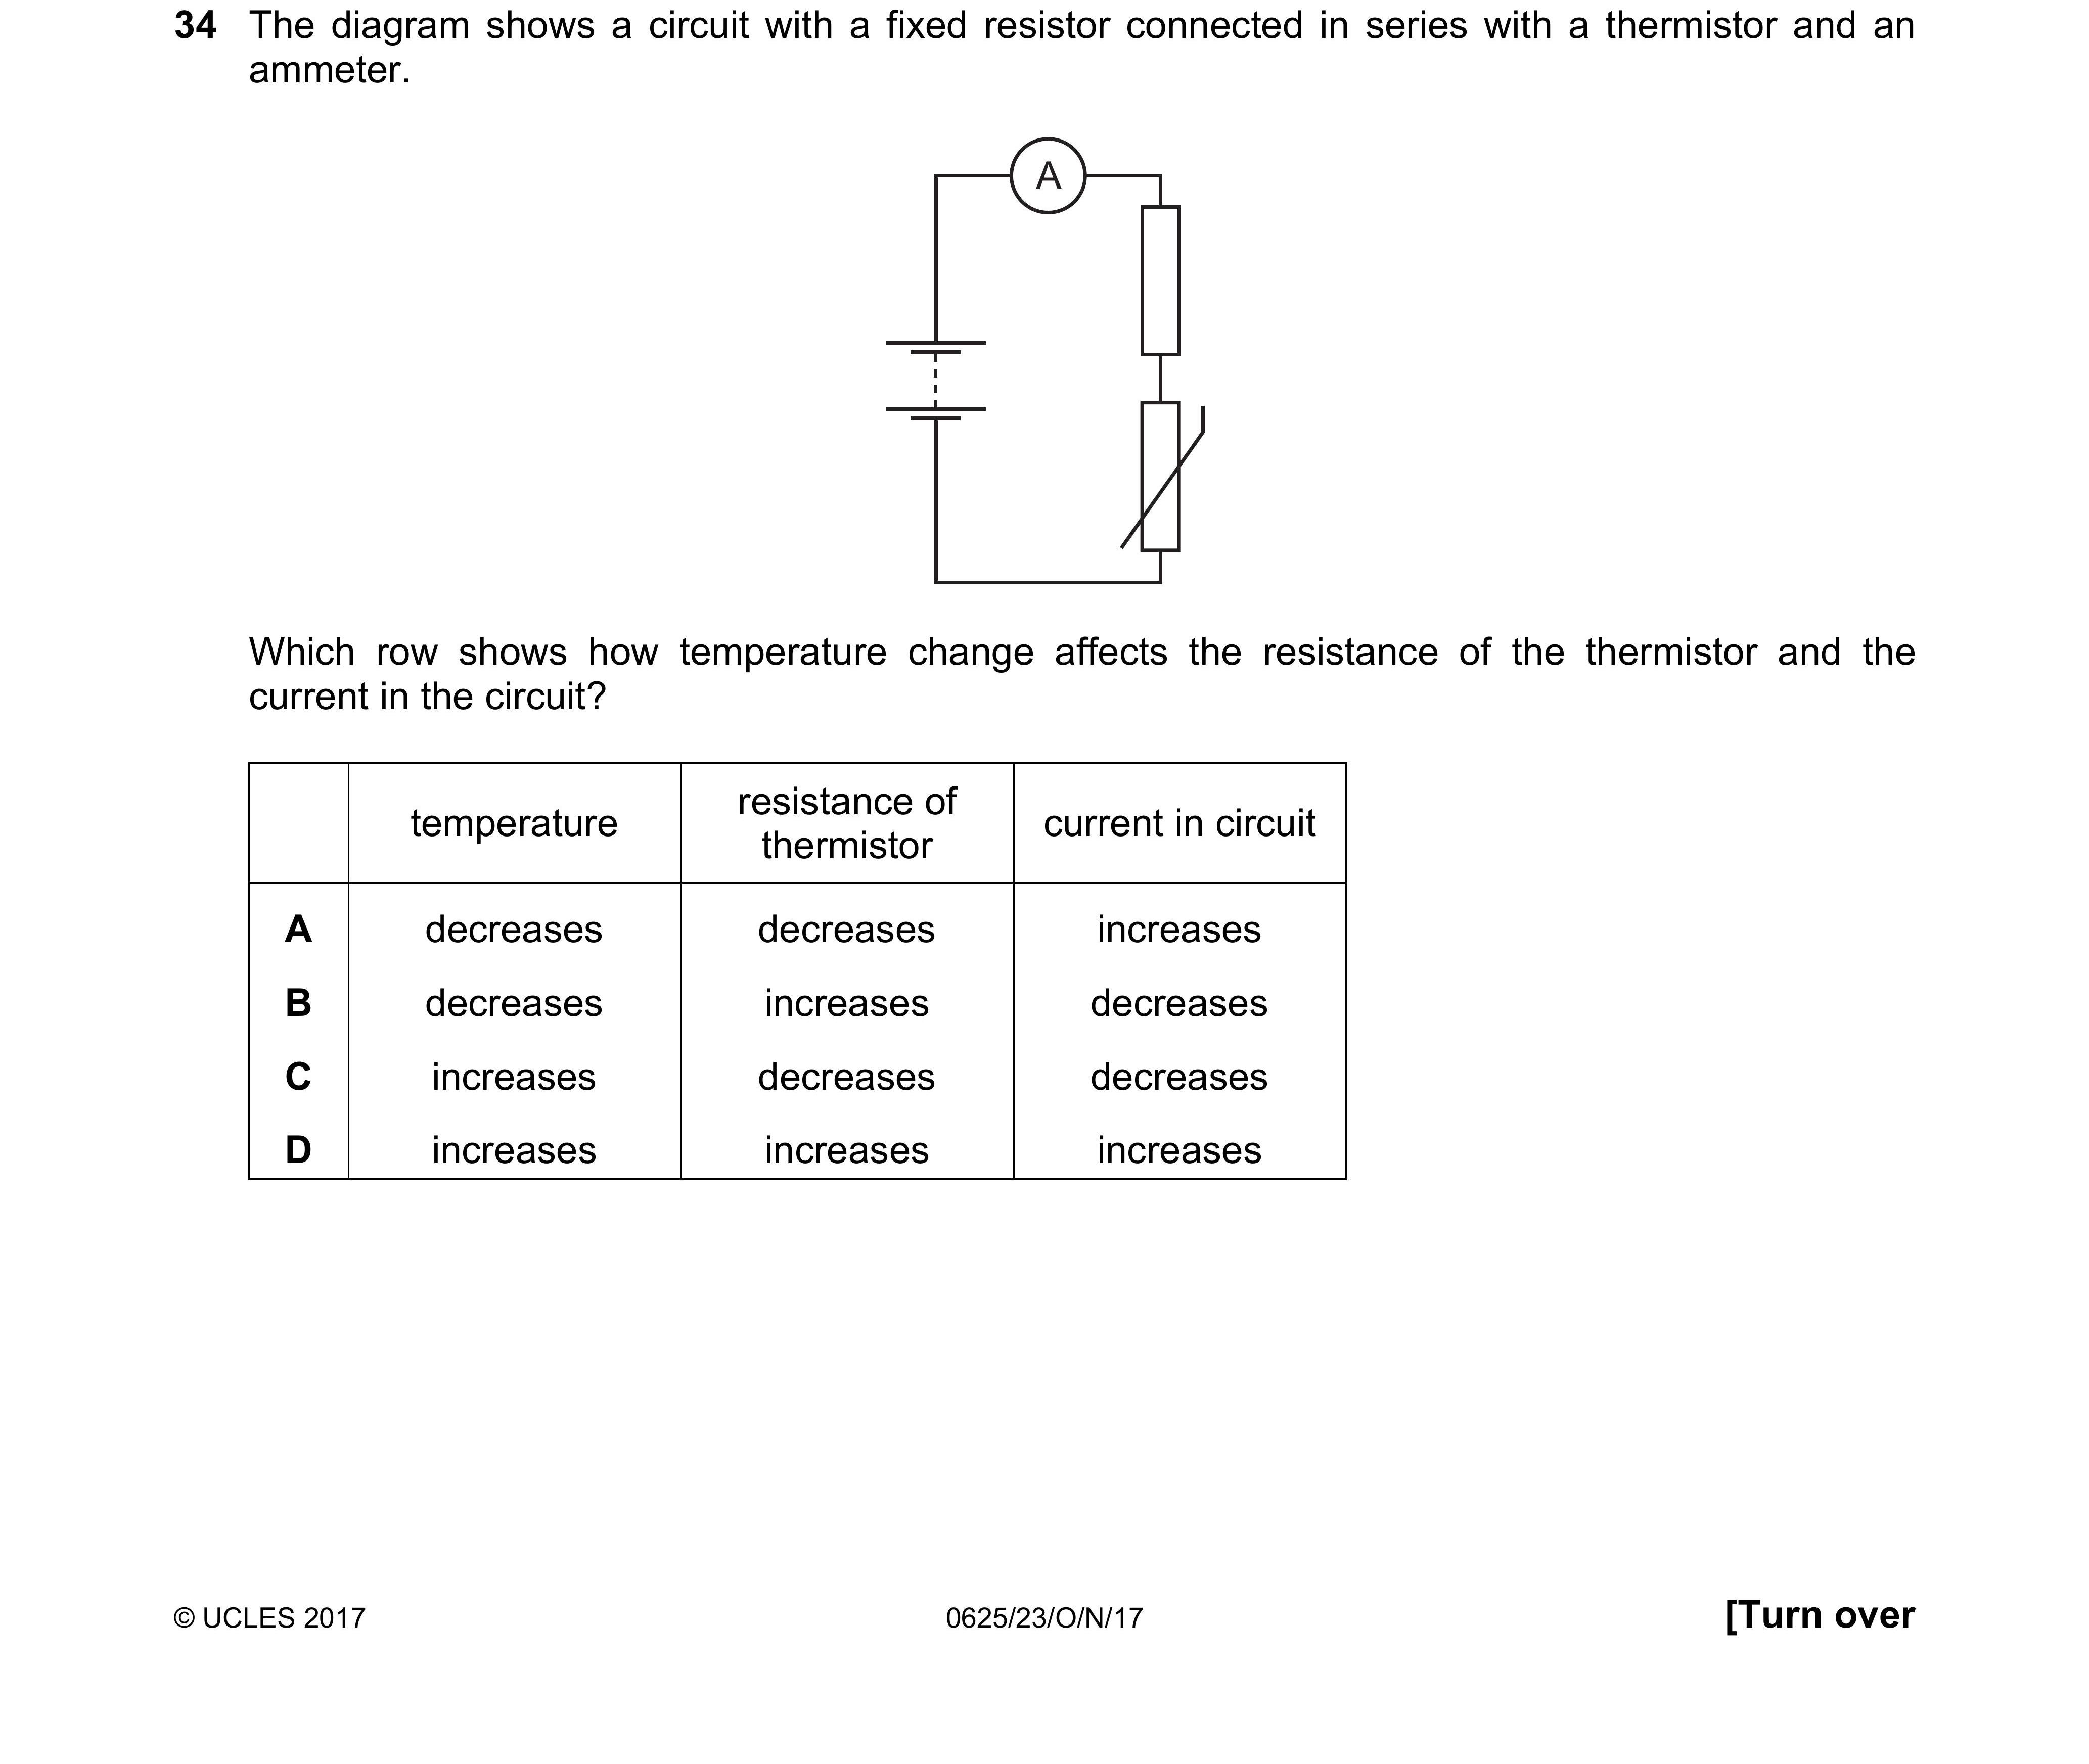 34 The diagram shows a circuit with a fixed resistor connected in series with a thermistor and an
ammeter.
A
Which row shows how temperature change affects the resistance of the thermistor and the
current in the circuit?
temperature resistance of thermistor current in circuit
A decreases decreases increases
B decreases increases decreases
C increases decreases decreases
D increases increases increases
© UCLES 2017 0625/23/O/N/17 [Turn over